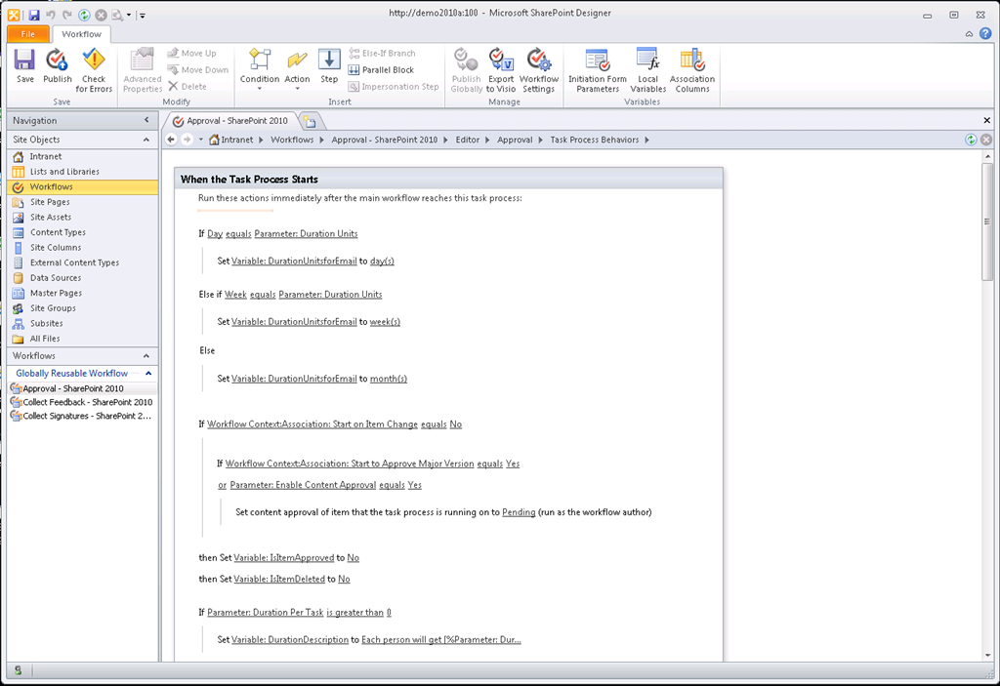 http://demo2010a:100 - Microsoft SharePoint Designer
File
Workflow
Save
Publish
Check for Errors
Save
Advanced Properties
Move Up
Move Down
Delete
Modify
Condition
Action
Step
Else-If Branch
Parallel Block
Impersonation Step
Insert
Publish Globally
Export to Visio
Workflow Settings
Manage
Initiation Form Parameters
Local Variables
Association Columns
Variables
Navigation
Site Objects
Intranet
Lists and Libraries
Workflows
Site Pages
Site Assets
Content Types
Site Columns
External Content Types
Data Sources
Master Pages
Site Groups
Subsites
All Files
Workflows
Globally Reusable Workflow
Approval - SharePoint 2010
Collect Feedback - SharePoint 2010
Collect Signatures - SharePoint 2...
Approval - SharePoint 2010
Intranet Workflows Approval - SharePoint 2010 Editor Approval Task Process Behaviors
When the Task Process Starts
Run these actions immediately after the main workflow reaches this task process:
If Day equals Parameter: Duration Units
Set Variable: DurationUnitsforEmail to day(s)
Else if Week equals Parameter: Duration Units
Set Variable: DurationUnitsforEmail to week(s)
Else
Set Variable: DurationUnitsforEmail to month(s)
If Workflow Context:Association: Start on Item Change equals No
If Workflow Context:Association: Start to Approve Major Version equals Yes
or Parameter: Enable Content Approval equals Yes
Set content approval of item that the task process is running on to Pending (run as the workflow author)
then Set Variable: IsItemApproved to No
then Set Variable: IsItemDeleted to No
If Parameter: Duration Per Task is greater than 0
Set Variable: DurationDescription to Each person will get [%Parameter: Dur...